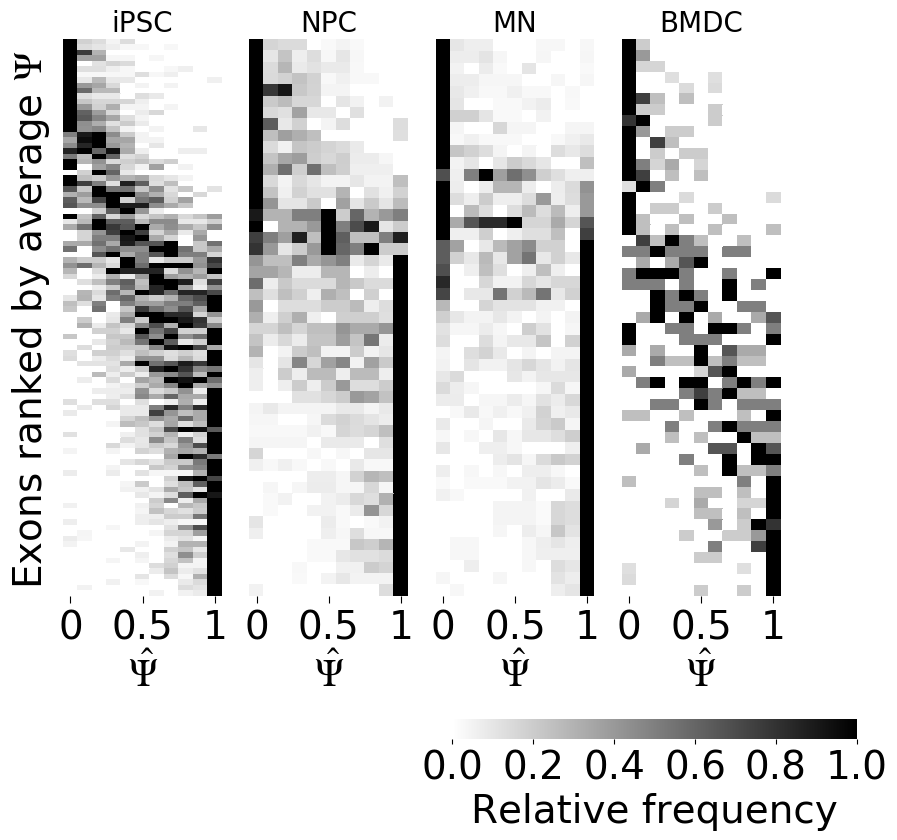 iPSC NPC MN BMDC
Exons ranked by average Ψ
0 0.5 1 0 0.5 1 0 0.5 1 0 0.5 1
Ψ̂ Ψ̂ Ψ̂ Ψ̂
0.0 0.2 0.4 0.6 0.8 1.0
Relative frequency